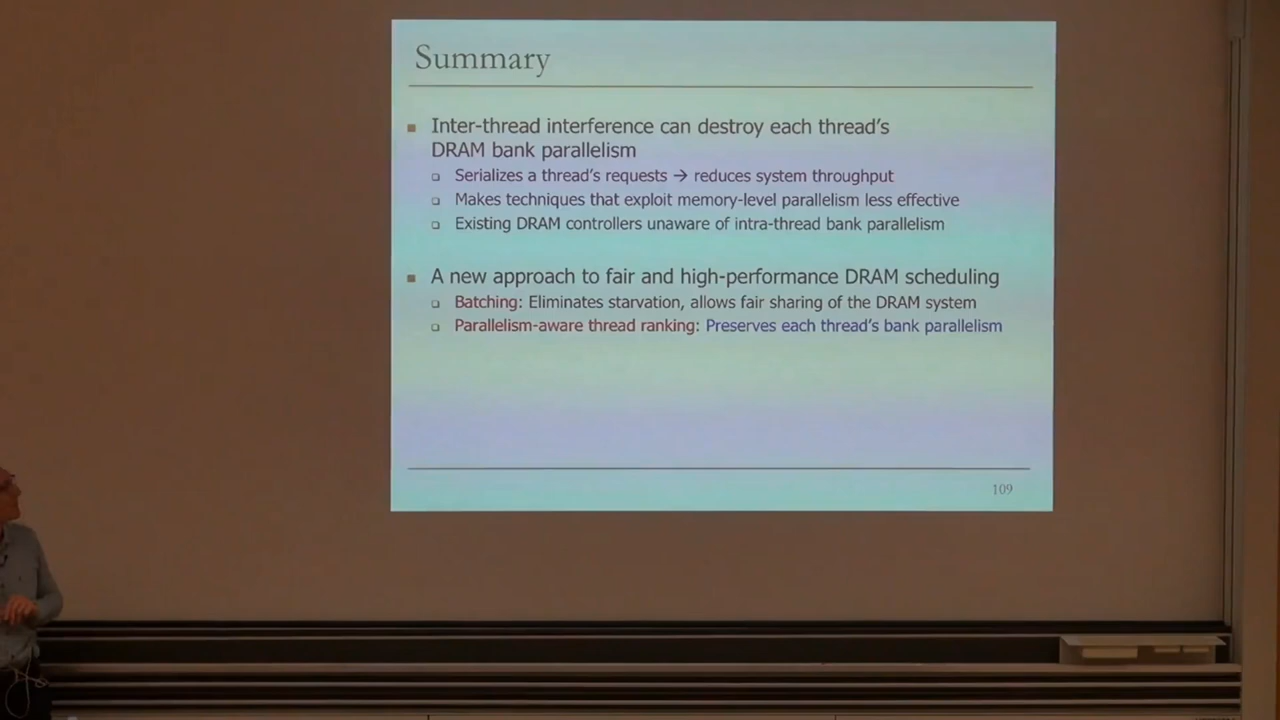 Summary
Inter-thread interference can destroy each thread's
DRAM bank parallelism
Serializes a thread's requests → reduces system throughput
Makes techniques that exploit memory-level parallelism less effective
Existing DRAM controllers unaware of intra-thread bank parallelism
A new approach to fair and high-performance DRAM scheduling
Batching: Eliminates starvation, allows fair sharing of the DRAM system
Parallelism-aware thread ranking: Preserves each thread's bank parallelism
109